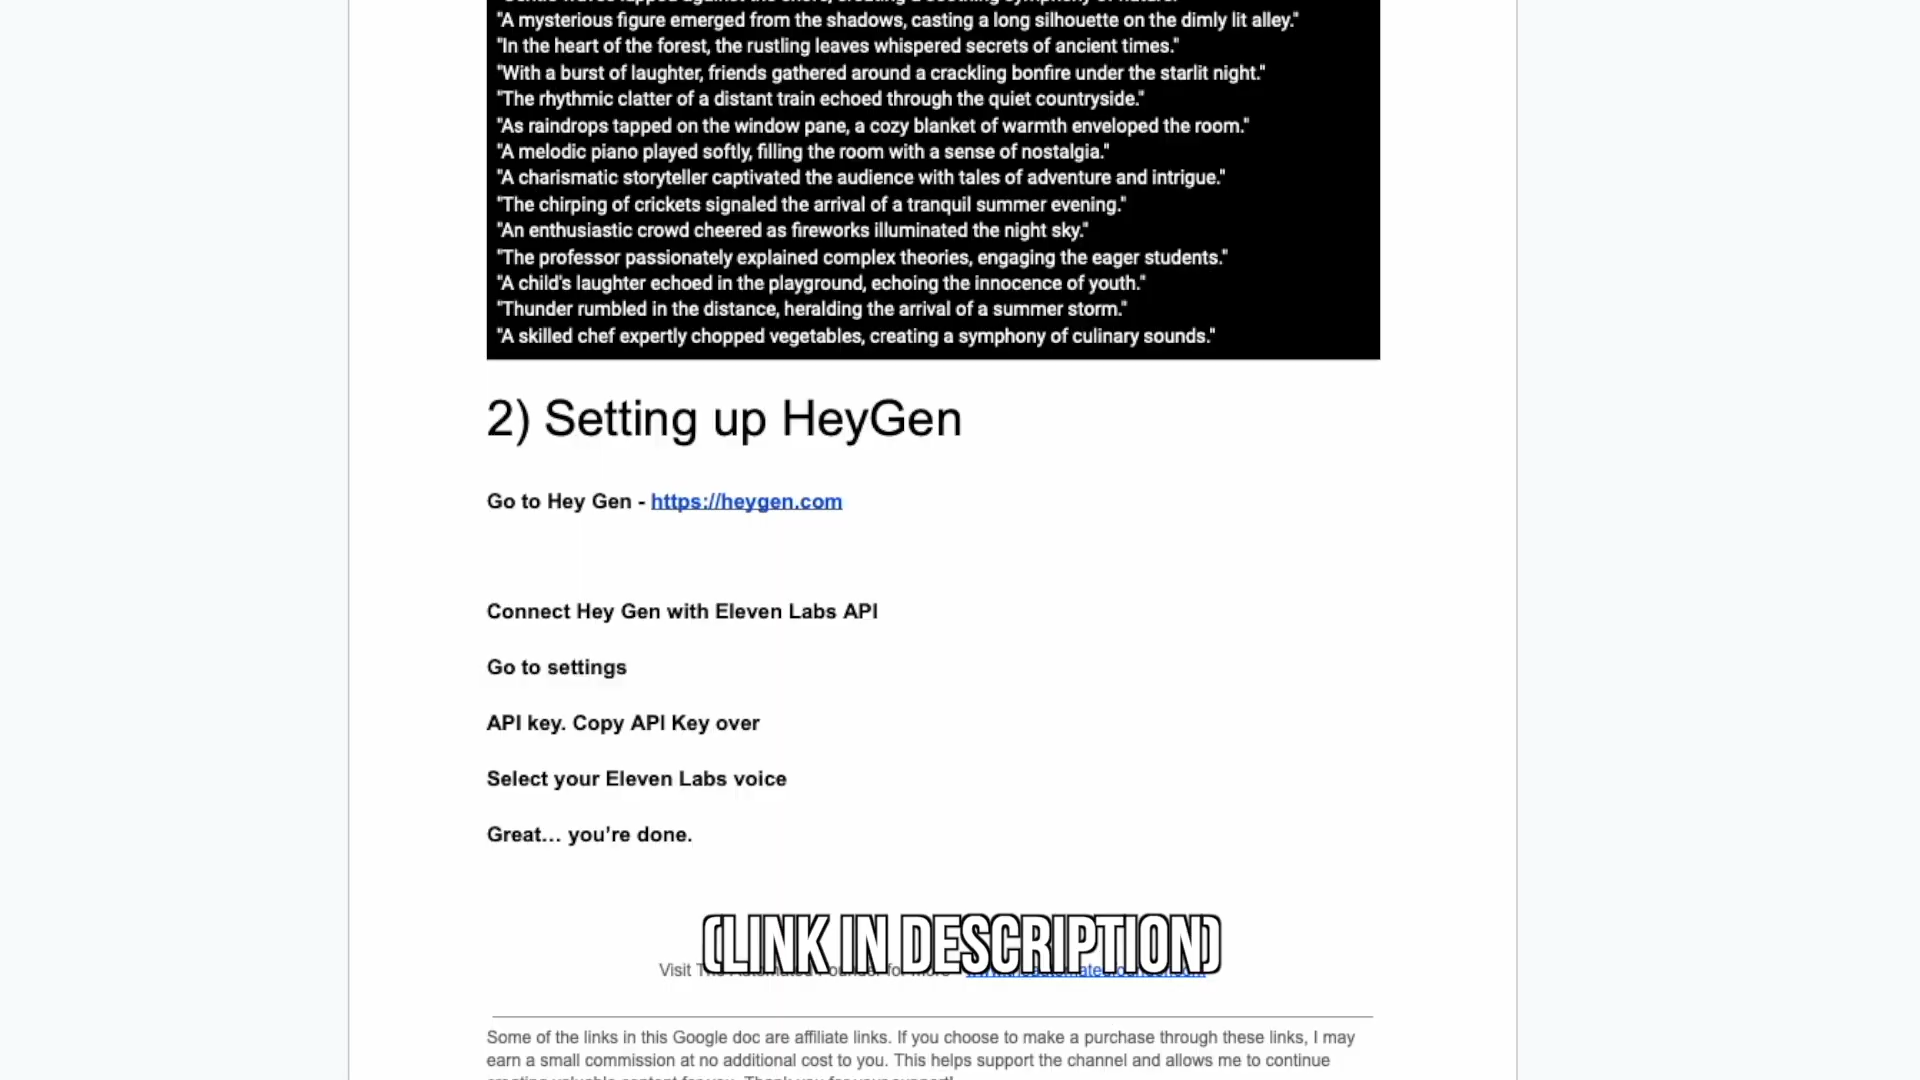 "A mysterious figure emerged from the shadows, casting a long silhouette on the dimly lit alley."
"In the heart of the forest, the rustling leaves whispered secrets of ancient times."
"With a burst of laughter, friends gathered around a crackling bonfire under the starlit night."
"The rhythmic clatter of a distant train echoed through the quiet countryside."
"As raindrops tapped on the window pane, a cozy blanket of warmth enveloped the room."
"A melodic piano played softly, filling the room with a sense of nostalgia."
"A charismatic storyteller captivated the audience with tales of adventure and intrigue."
"The chirping of crickets signaled the arrival of a tranquil summer evening."
"An enthusiastic crowd cheered as fireworks illuminated the night sky."
"The professor passionately explained complex theories, engaging the eager students."
"A child's laughter echoed in the playground, echoing the innocence of youth."
"Thunder rumbled in the distance, heralding the arrival of a summer storm."
"A skilled chef expertly chopped vegetables, creating a symphony of culinary sounds."
2) Setting up HeyGen
Go to Hey Gen - https://heygen.com
Connect Hey Gen with Eleven Labs API
Go to settings
API key. Copy API Key over
Select your Eleven Labs voice
Great… you're done.
(LINK IN DESCRIPTION)
Visit
Some of the links in this Google doc are affiliate links. If you choose to make a purchase through these links, I may
earn a small commission at no additional cost to you. This helps support the channel and allows me to continue